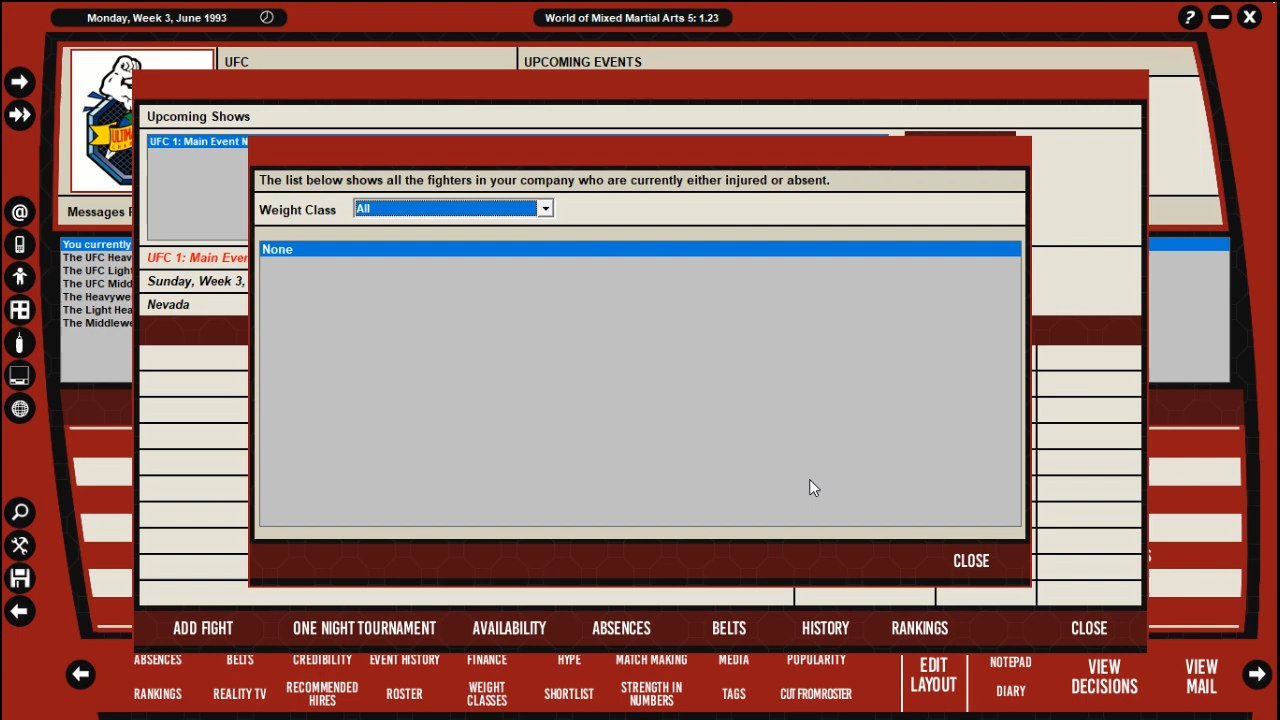 Monday, Week 3, June 1993
World of Mixed Martial Arts 5: 1.23
?
UFC
UPCOMING EVENTS
Upcoming Shows
UFC 1: Main Event N
The list below shows all the fighters in your company who are currently either injured or absent.
Weight Class
All
None
Messages
You currently
The UFC Heav
The UFC Light
The UFC Midd
The Heavywe
The Light Hea
The Middlewe
UFC 1: Main Even
Sunday, Week 3,
Nevada
CLOSE
ADD FIGHT
ONE NIGHT TOURNAMENT
AVAILABILITY
ABSENCES
BELTS
HISTORY
RANKINGS
CLOSE
ABSENCES
BELTS
CREDIBILITY
EVENT HISTORY
FINANCE
HYPE
MATCH MAKING
MEDIA
POPULARITY
RANKINGS
REALITY TV
RECOMMENDED
HIRES
ROSTER
WEIGHT
CLASSES
SHORTLIST
STRENGTH IN
NUMBERS
TAGS
CUT FROM ROSTER
EDIT
LAYOUT
NOTEPAD
DIARY
VIEW
DECISIONS
VIEW
MAIL